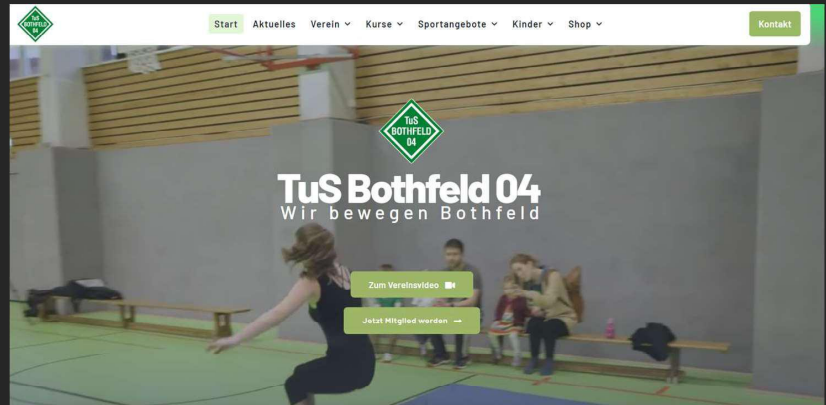 TuS
BOTHFELD
04
Start Aktuelles Verein Kurse Sportangebote Kinder Shop
Kontakt
TuS
BOTHFELD
04
TuS Bothfeld 04
Wir bewegen Bothfeld
Zum Vereinsvideo
Jetzt Mitglied werden →